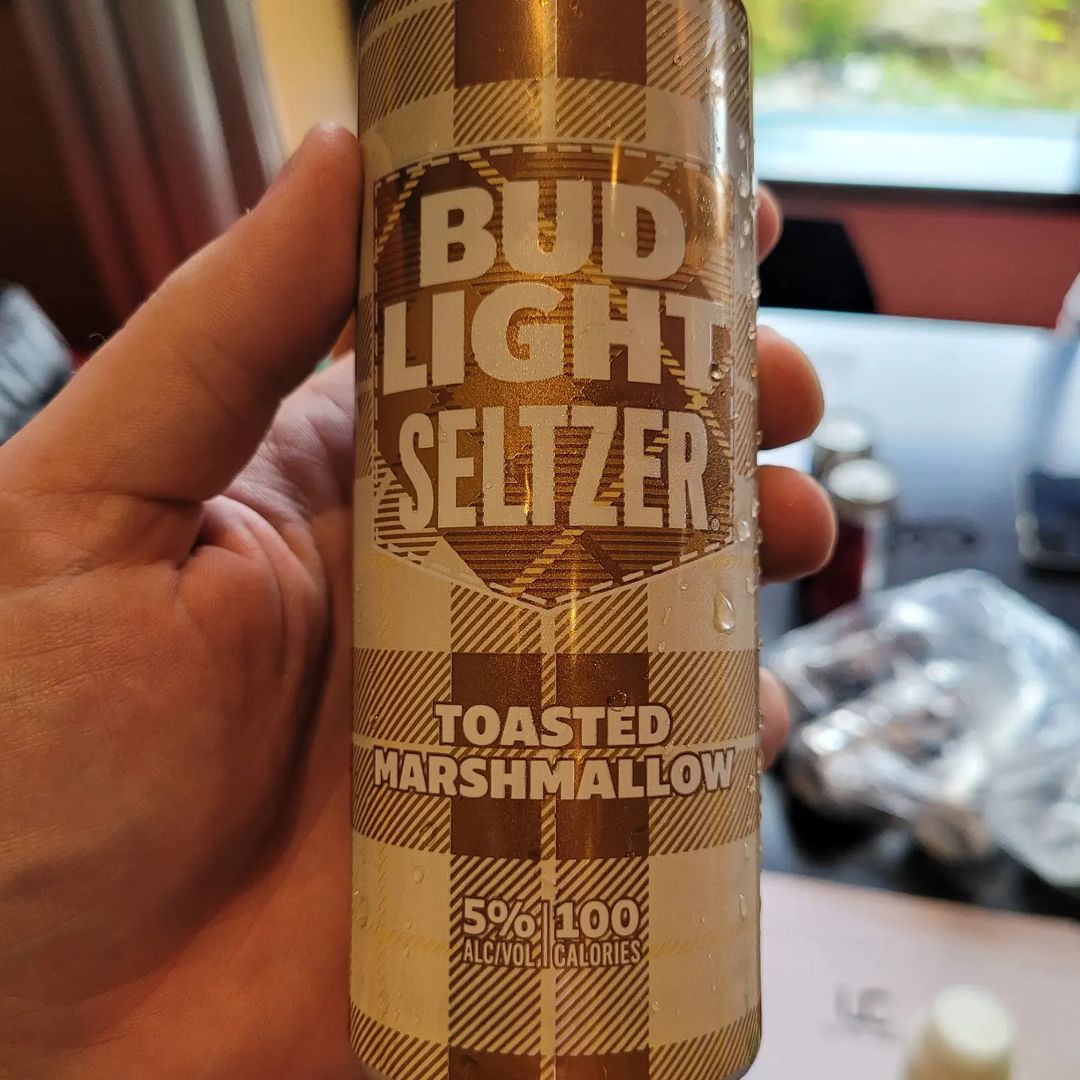 BUD
LIGHT
SELTZER®
TOASTED
MARSHMALLOW
5% | 100
ALC/VOL | CALORIES